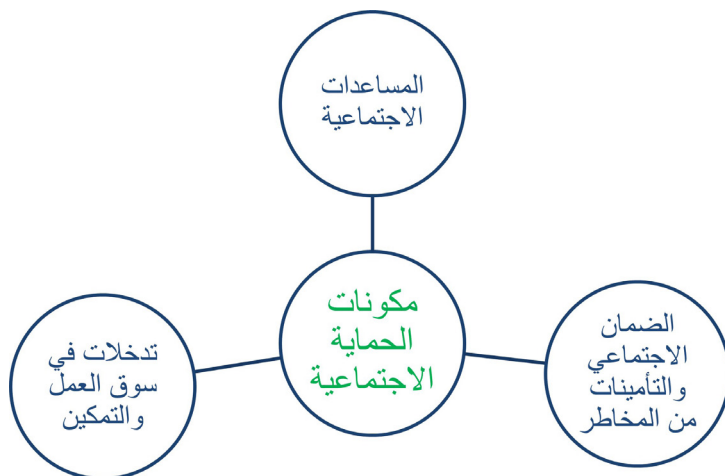 المساعدات
الاجتماعية
مكونات
الحماية
الاجتماعية
الضمان
الاجتماعي
والتأمينات
من المخاطر
تدخلات في
سوق العمل
والتمكين